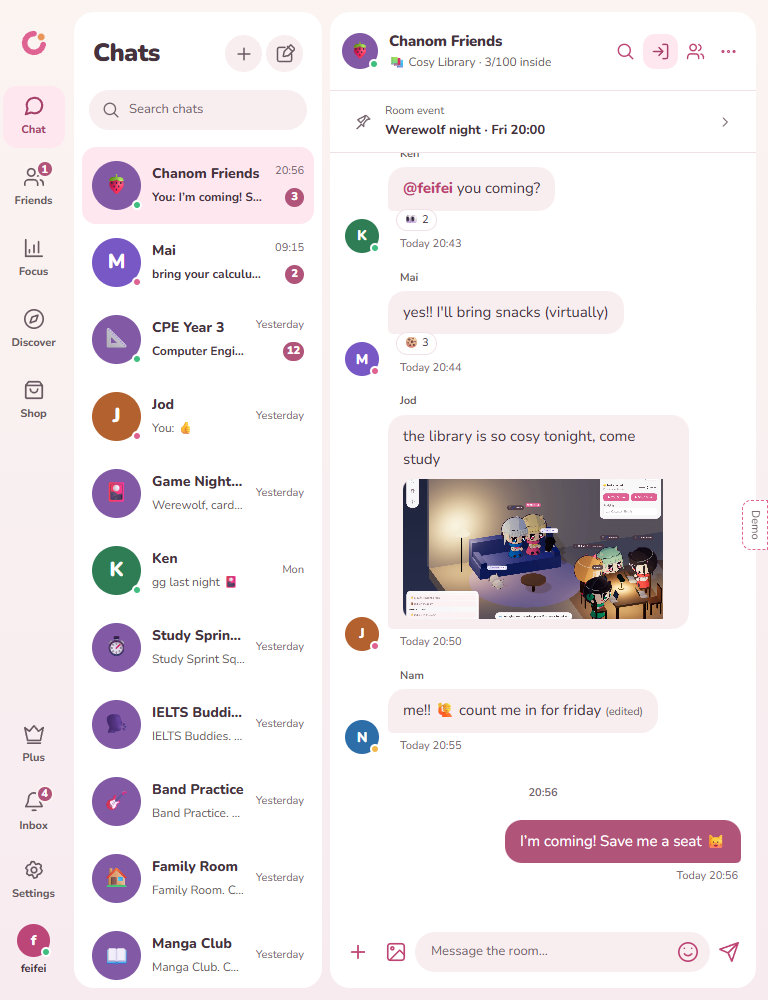 Chat
1
Friends
Focus
Discover
Shop
Plus
4
Inbox
Settings
f
feifei
Chats
Search chats
Chanom Friends
20:56
You: I'm coming! S...
3
M
Mai
09:15
bring your calculu...
2
CPE Year 3
Yesterday
Computer Engi...
12
J
Jod
Yesterday
You: 👍
Game Night...
Yesterday
Werewolf, card...
K
Ken
Mon
gg last night 🎴
Study Sprin...
Yesterday
Study Sprint Sq...
IELTS Buddi...
Yesterday
IELTS Buddies. ...
Band Practice
Yesterday
Band Practice. ...
Family Room
Yesterday
Family Room. C...
Manga Club
Yesterday
Manga Club. C...
Chanom Friends
Cosy Library · 3/100 inside
Room event
Werewolf night · Fri 20:00
Ken
@feifei you coming?
2
K
Today 20:43
Mai
yes!! I'll bring snacks (virtually)
🍪 3
M
Today 20:44
Jod
the library is so cosy tonight, come
study
J
Today 20:50
Nam
me!! count me in for friday (edited)
N
Today 20:55
20:56
I'm coming! Save me a seat
Today 20:56
Message the room...
Demo